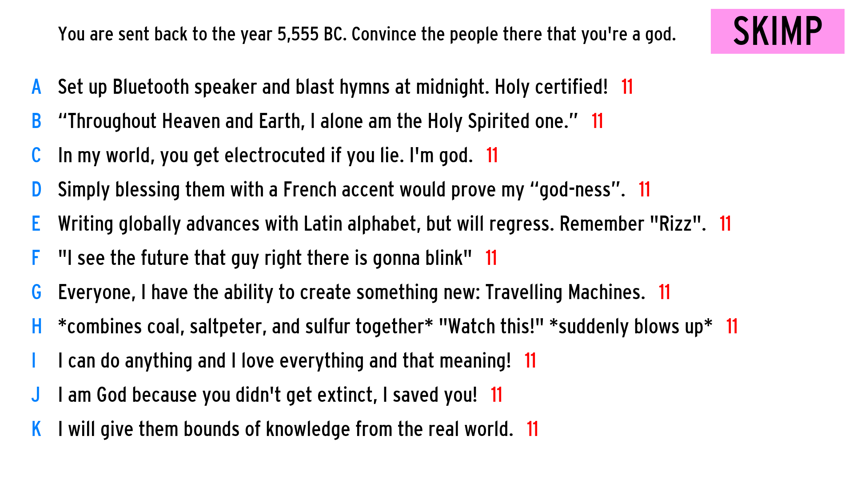 You are sent back to the year 5,555 BC. Convince the people there that you're a god.
SKIMP
A Set up Bluetooth speaker and blast hymns at midnight. Holy certified! 11
B “Throughout Heaven and Earth, I alone am the Holy Spirited one.” 11
C In my world, you get electrocuted if you lie. I'm god. 11
D Simply blessing them with a French accent would prove my “god-ness”. 11
E Writing globally advances with Latin alphabet, but will regress. Remember "Rizz". 11
F "I see the future that guy right there is gonna blink" 11
G Everyone, I have the ability to create something new: Travelling Machines. 11
H *combines coal, saltpeter, and sulfur together* "Watch this!" *suddenly blows up* 11
I I can do anything and I love everything and that meaning! 11
J I am God because you didn't get extinct, I saved you! 11
K I will give them bounds of knowledge from the real world. 11